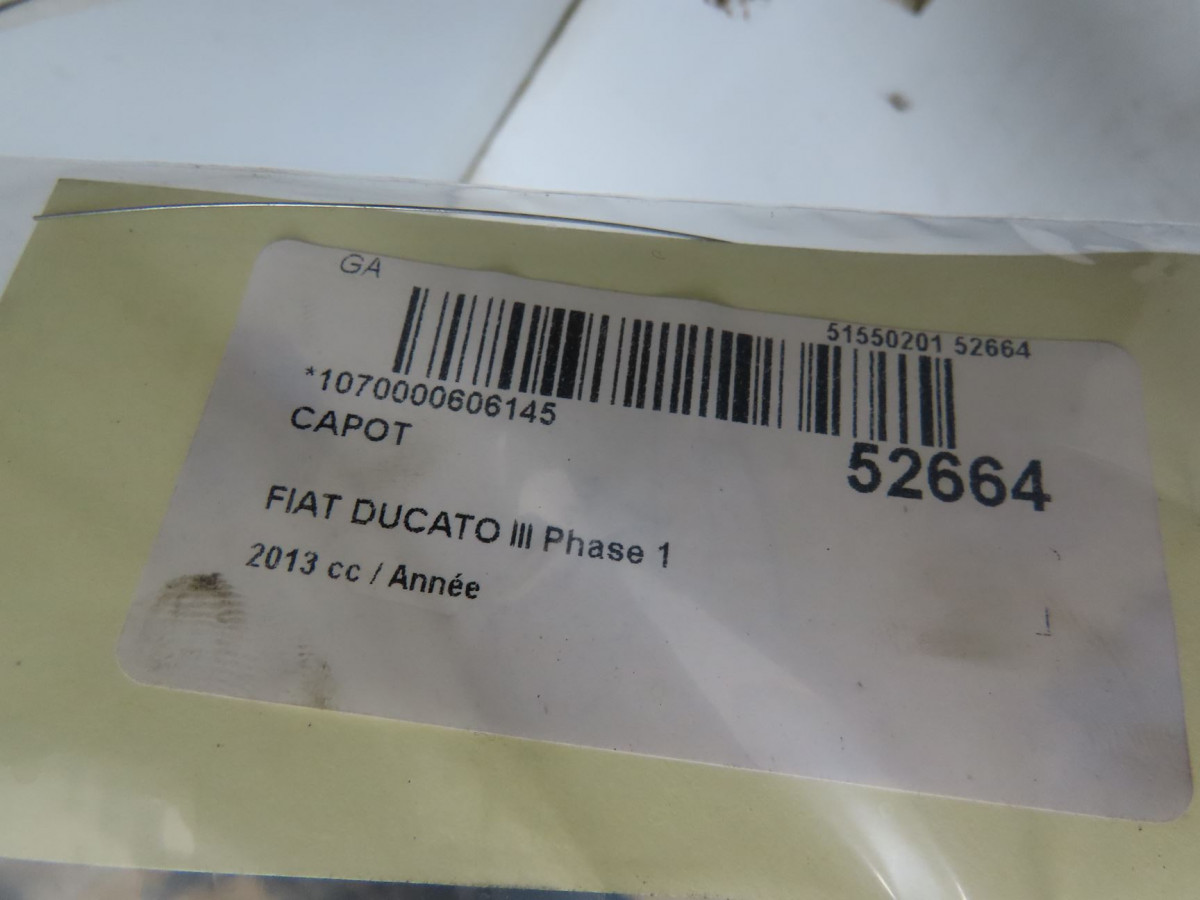 GA
51550201 52664
*1070000606145
CAPOT
52664
FIAT DUCATO III Phase 1
2013 cc / Année